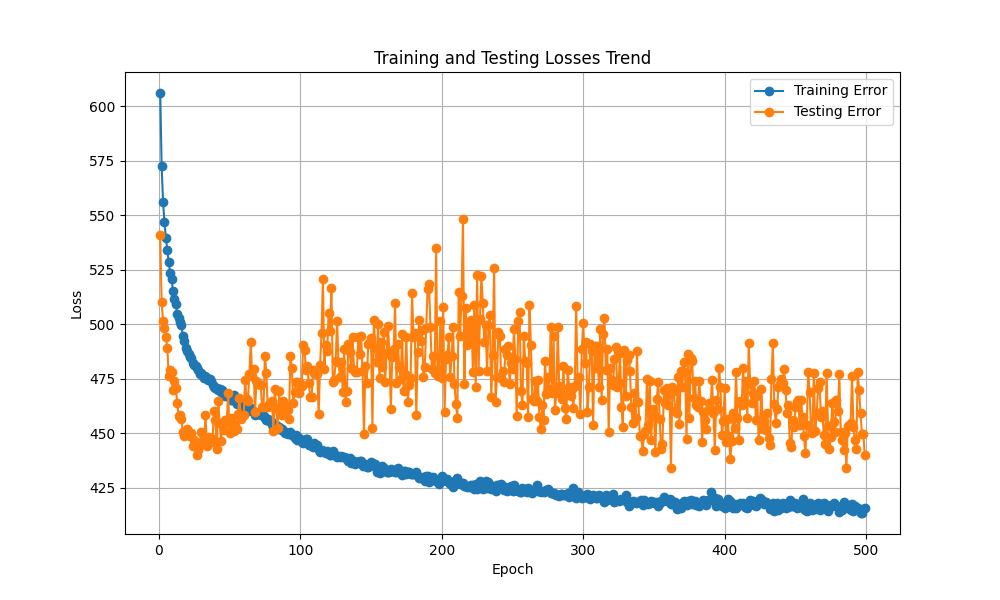 Training and Testing Losses Trend
Training Error
Testing Error
600
575
550
525
500
475
450
425
Loss
0 100 200 300 400 500
Epoch